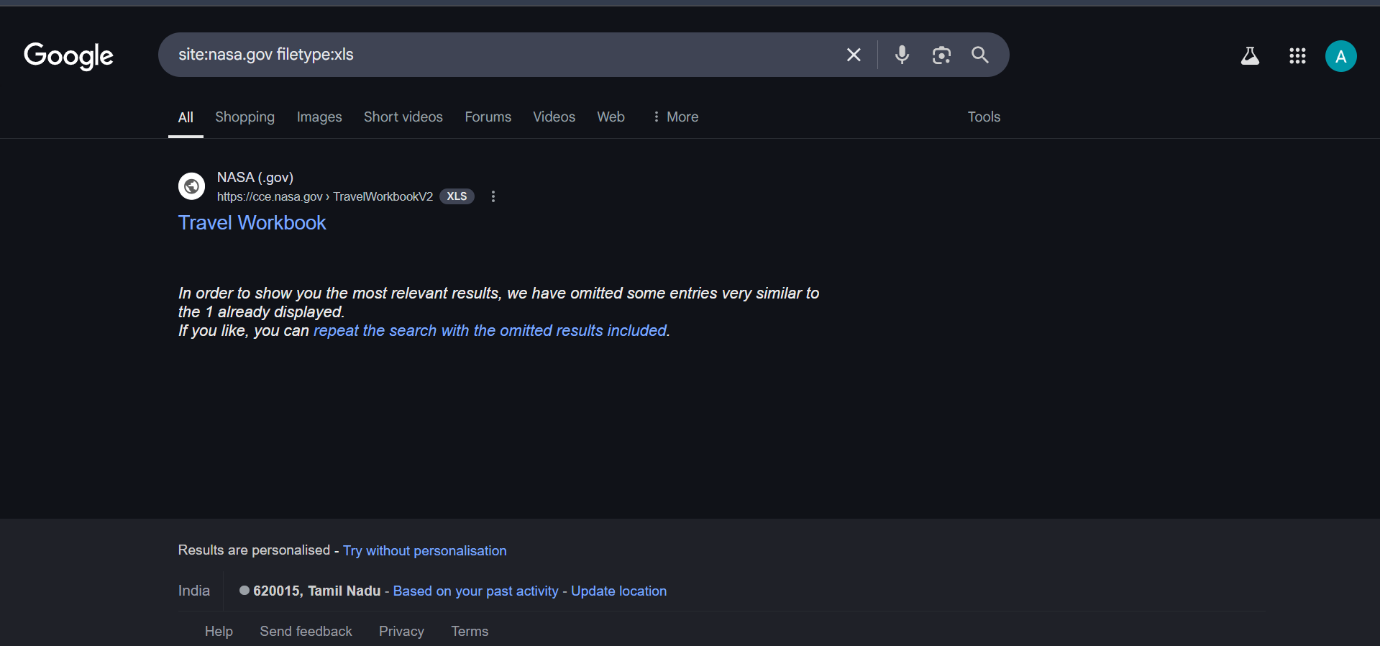 Google
site:nasa.gov filetype:xls
A
All Shopping Images Short videos Forums Videos Web More Tools
NASA (.gov)
https://cce.nasa.gov › TravelWorkbookV2 XLS
Travel Workbook
In order to show you the most relevant results, we have omitted some entries very similar to
the 1 already displayed.
If you like, you can repeat the search with the omitted results included.
Results are personalised - Try without personalisation
India 620015, Tamil Nadu - Based on your past activity - Update location
Help Send feedback Privacy Terms